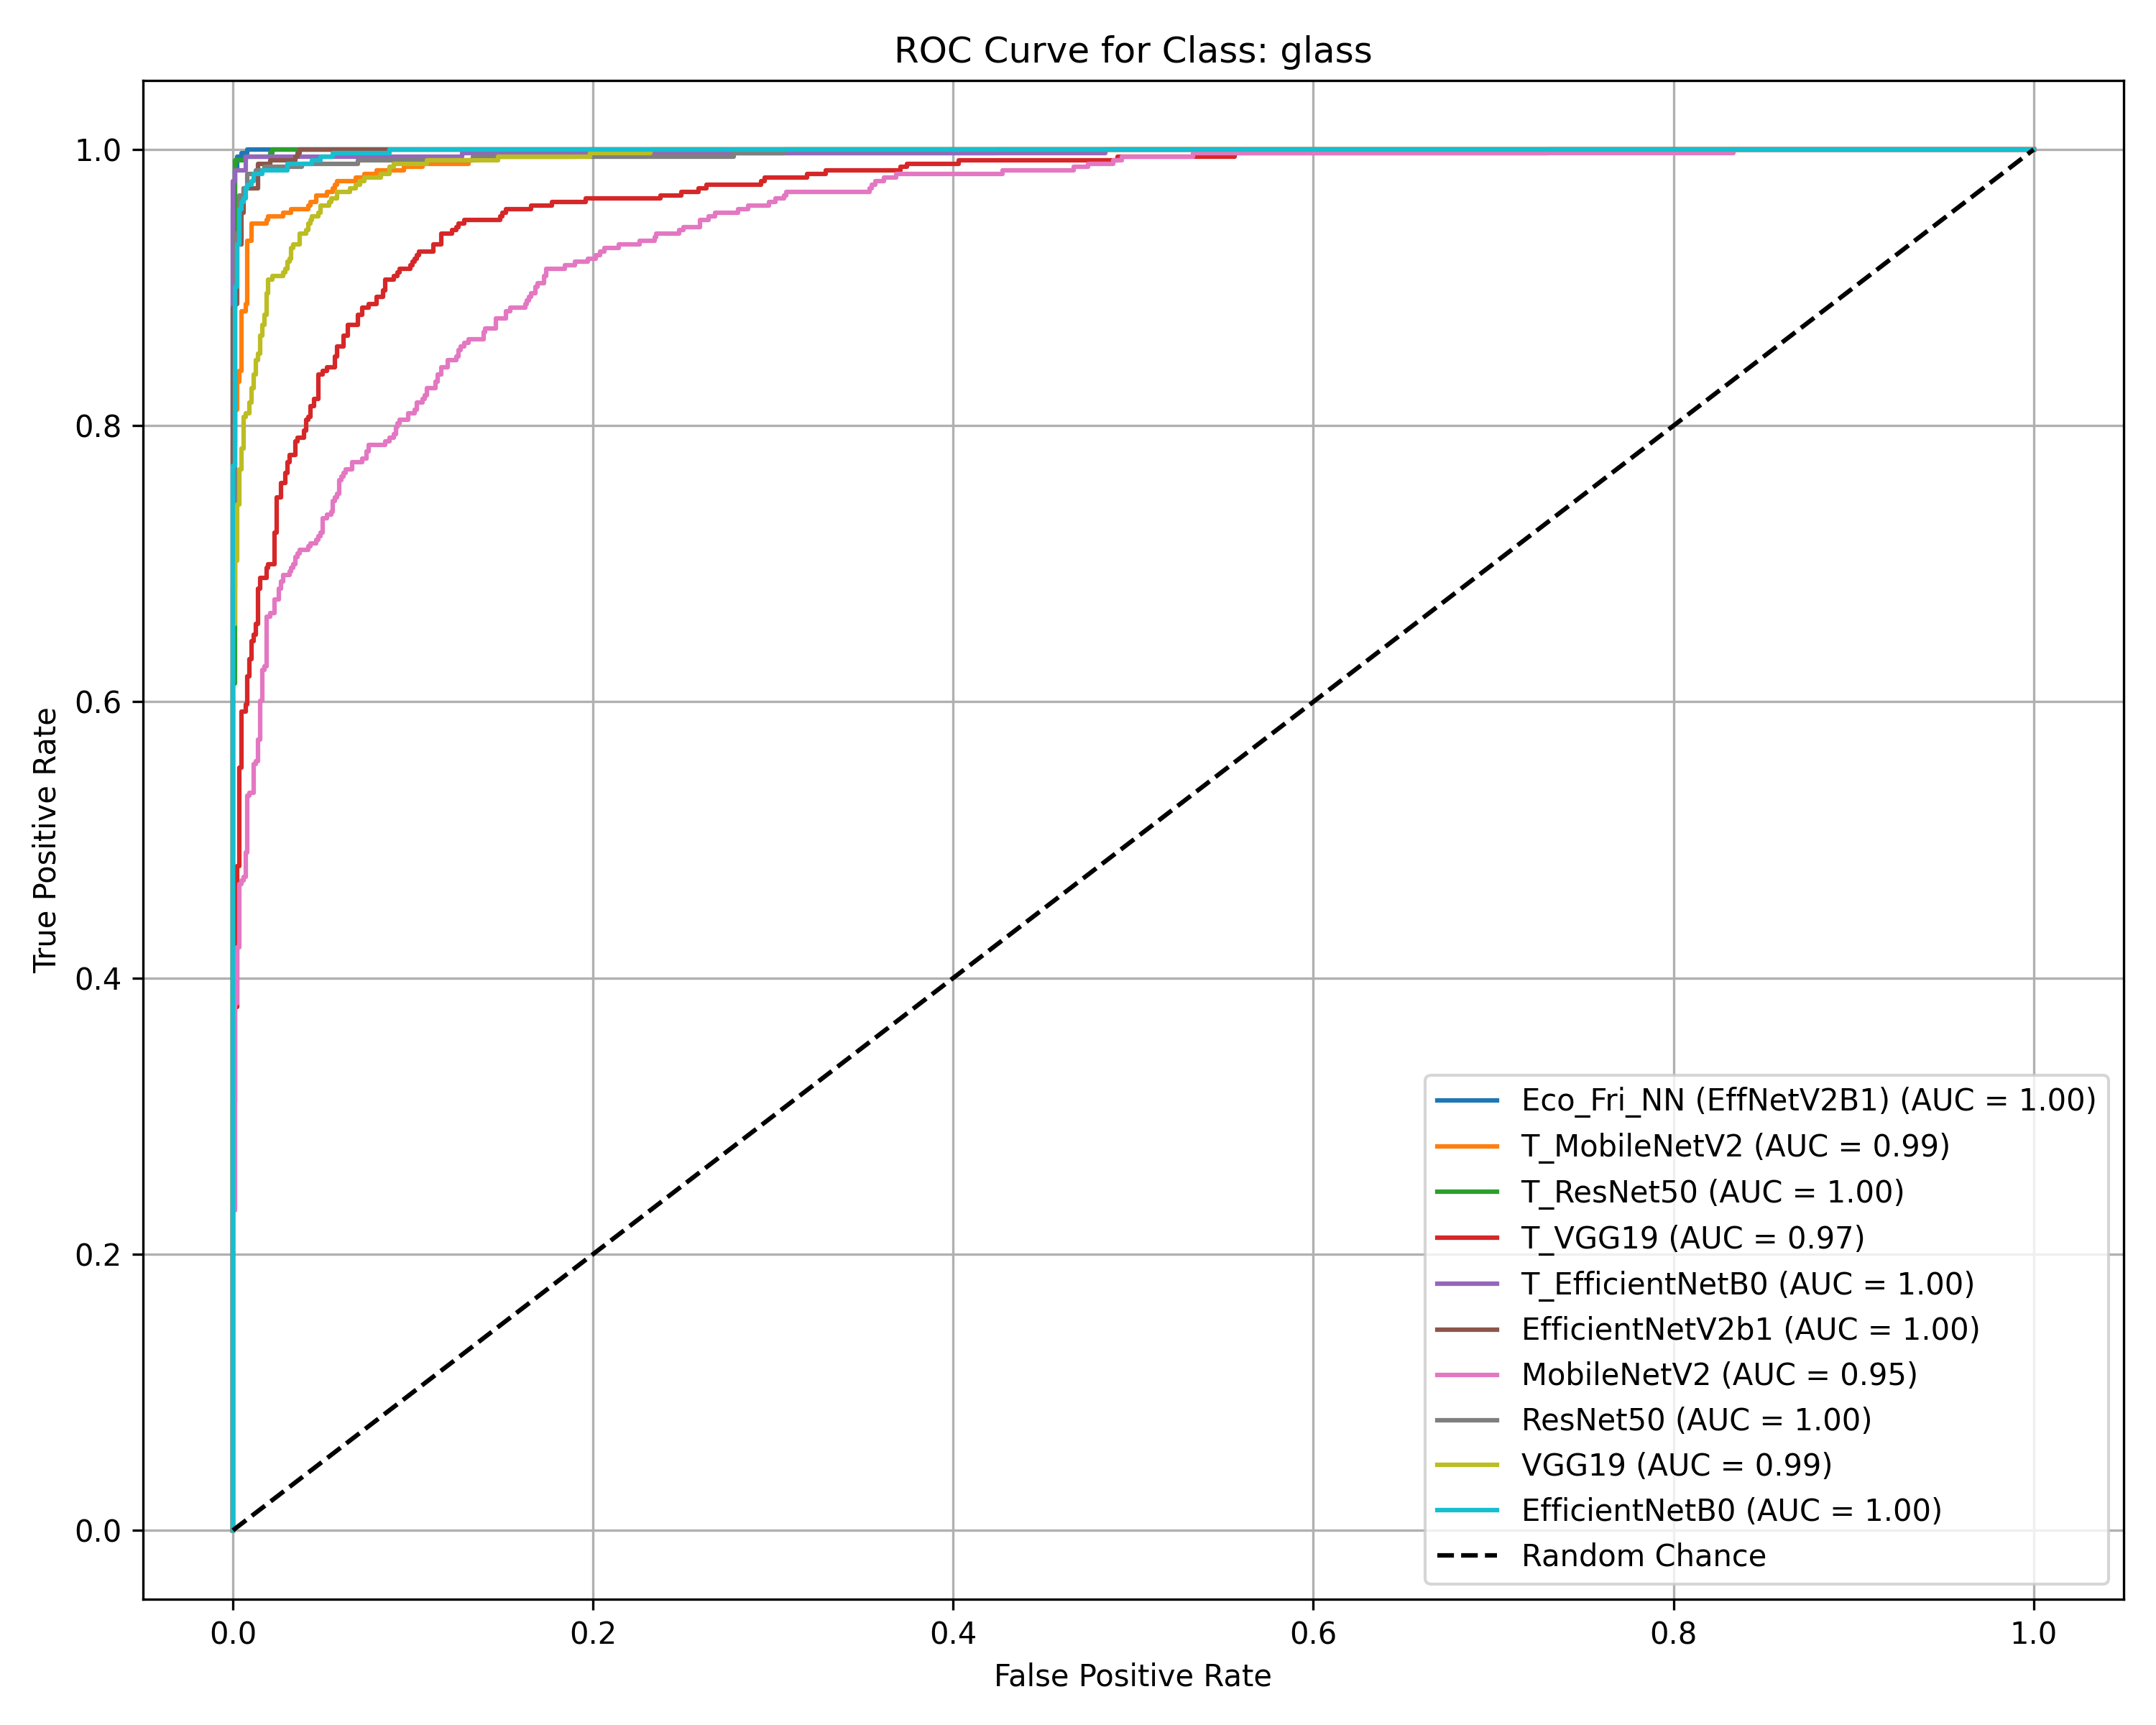 ROC Curve for Class: glass
1.0
0.8
0.6
0.4
0.2
0.0
True Positive Rate
Eco_Fri_NN (EffNetV2B1) (AUC = 1.00)
T_MobileNetV2 (AUC = 0.99)
T_ResNet50 (AUC = 1.00)
T_VGG19 (AUC = 0.97)
T_EfficientNetB0 (AUC = 1.00)
EfficientNetV2b1 (AUC = 1.00)
MobileNetV2 (AUC = 0.95)
ResNet50 (AUC = 1.00)
VGG19 (AUC = 0.99)
EfficientNetB0 (AUC = 1.00)
Random Chance
0.0 0.2 0.4 0.6 0.8 1.0
False Positive Rate